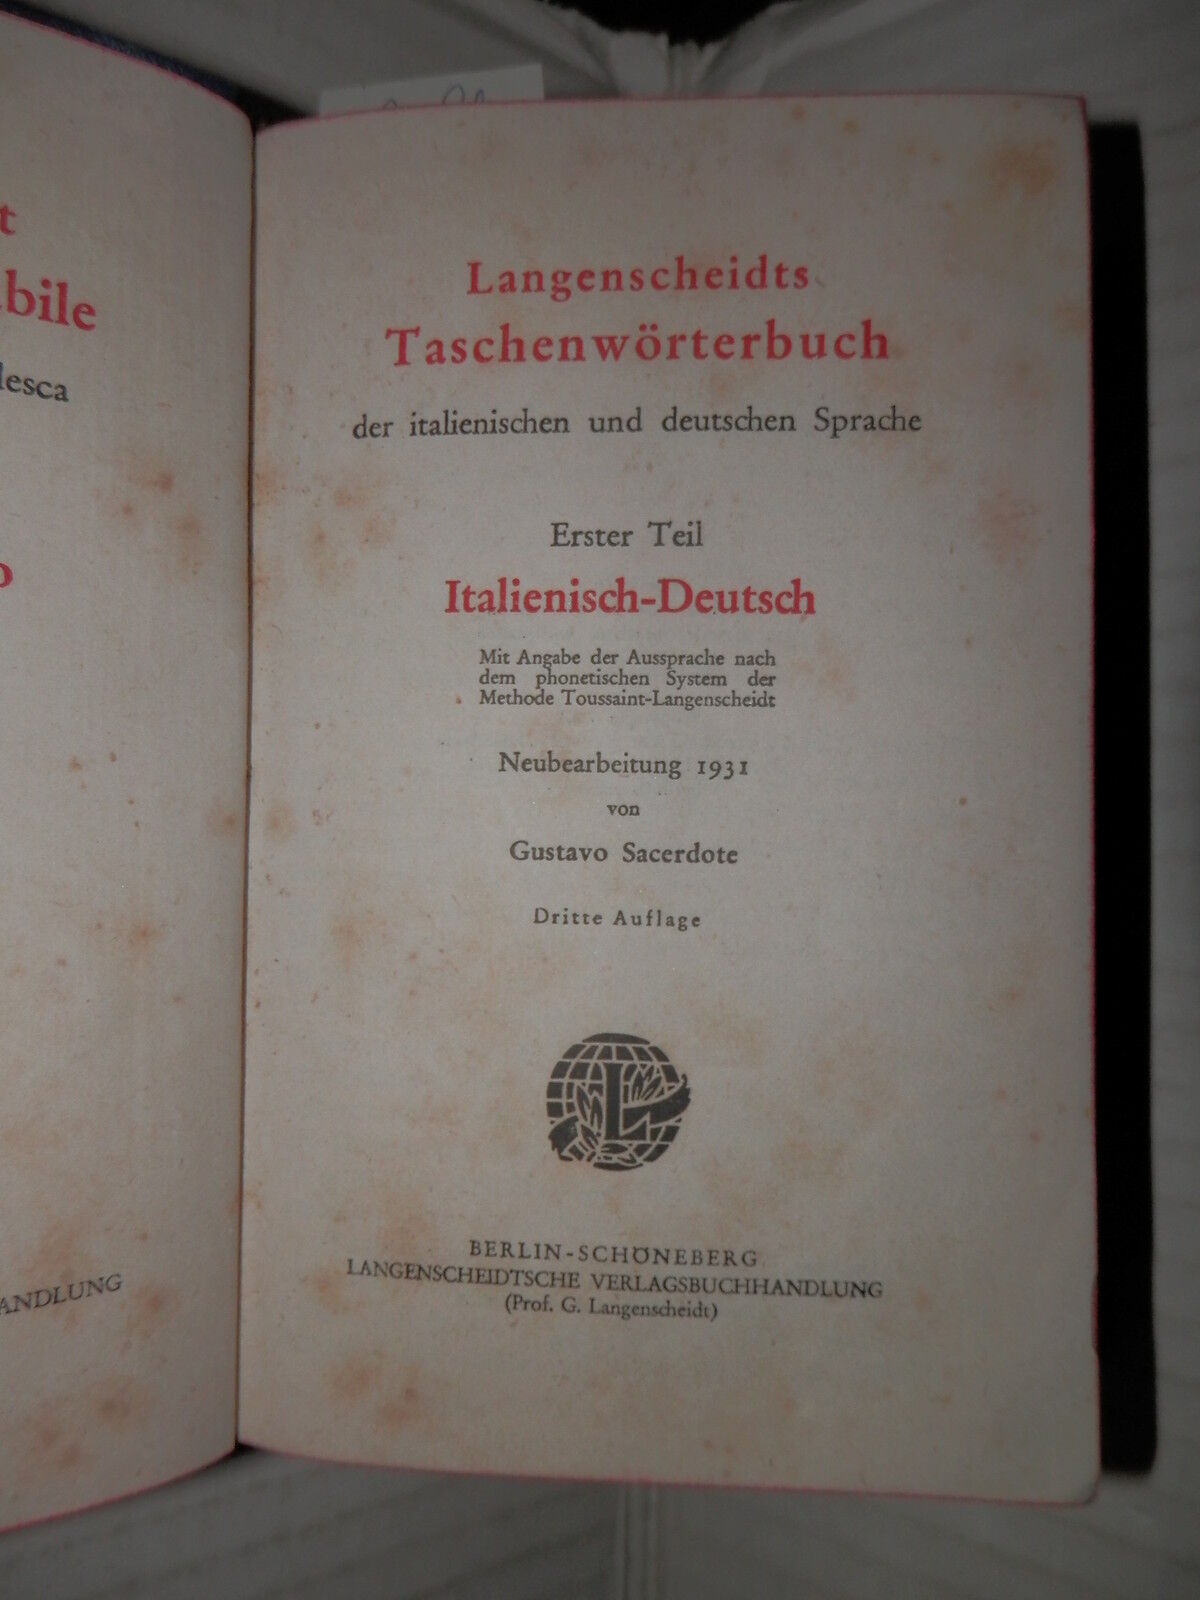 t
bile
lesca
o
ANDLUNG
Langenscheidts
Taschenwörterbuch
der italienischen und deutschen Sprache
Erster Teil
Italienisch-Deutsch
Mit Angabe der Aussprache nach
dem phonetischen System der
Methode Toussaint-Langenscheidt
Neubearbeitung 1931
von
Gustavo Sacerdote
Dritte Auflage
L
BERLIN-SCHÖNEBERG
LANGENSCHEIDTSCHE VERLAGSBUCHHANDLUNG
(Prof. G. Langenscheidt)